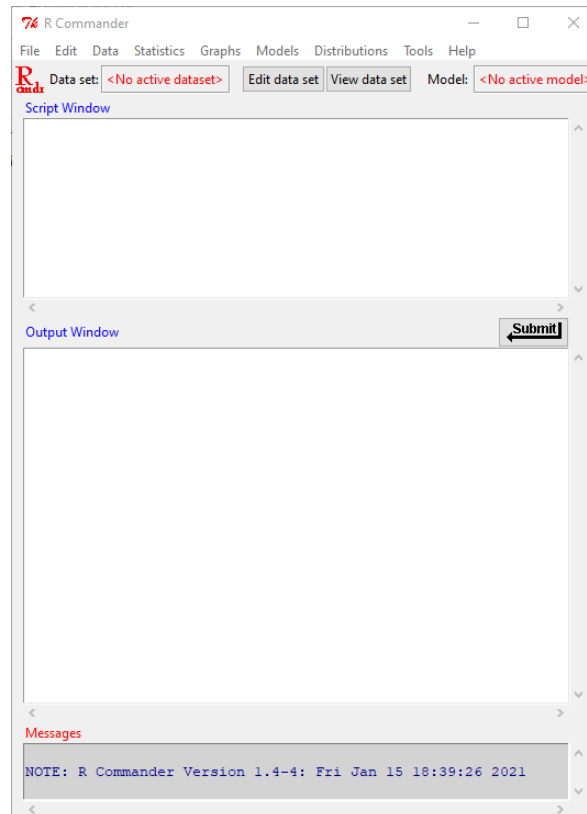 R Commander
File Edit Data Statistics Graphs Models Distributions Tools Help
R cmdr Data set: <No active dataset> Edit data set View data set Model: <No active model>
Script Window
Output Window Submit
Messages
NOTE: R Commander Version 1.4-4: Fri Jan 15 18:39:26 2021